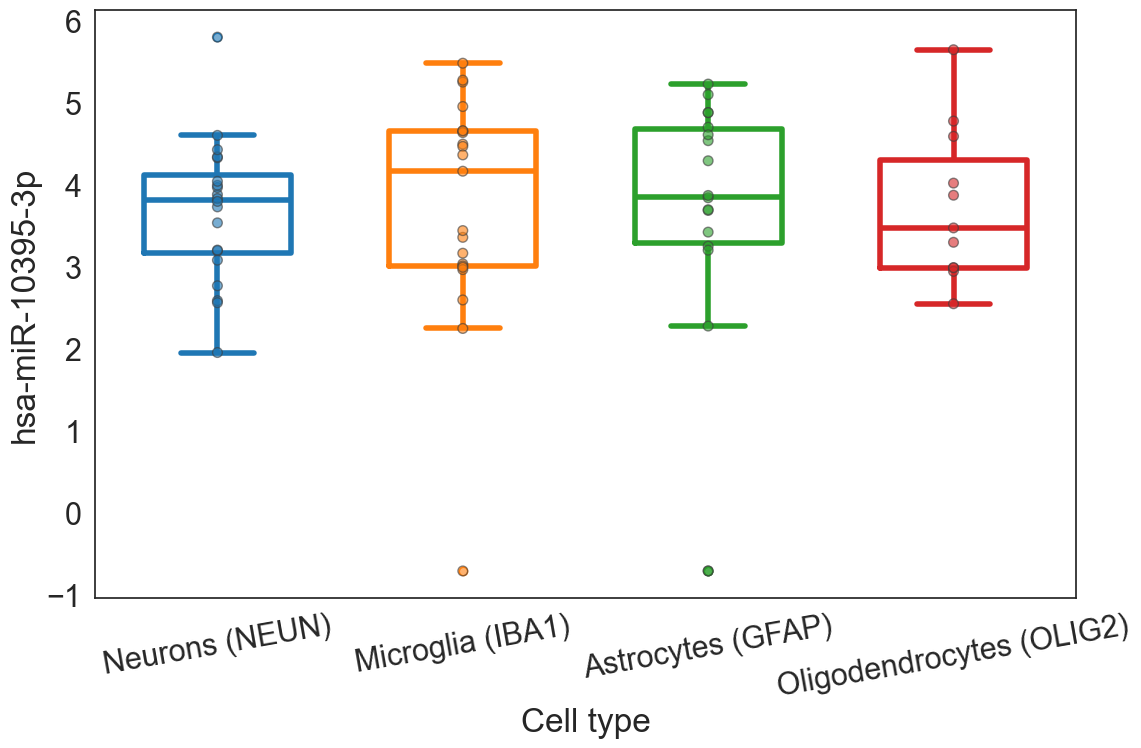 hsa-miR-10395-3p
6
5
4
3
2
1
0
−1
Neurons (NEUN)
Microglia (IBA1)
Astrocytes (GFAP)
Oligodendrocytes (OLIG2)
Cell type